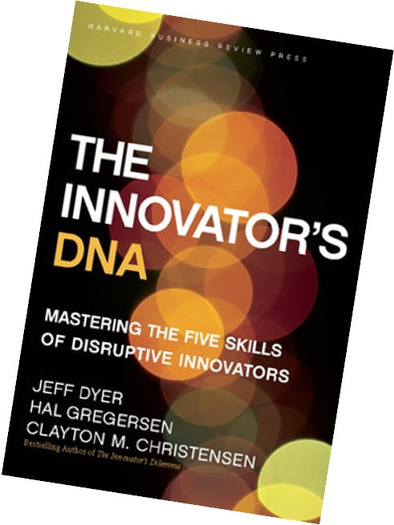 HARVARD BUSINESS REVIEW PRESS
THE
INNOVATOR'S
DNA
MASTERING THE FIVE SKILLS
OF DISRUPTIVE INNOVATORS
JEFF DYER
HAL GREGERSEN
CLAYTON M. CHRISTENSEN
Bestselling Author of The Innovator's Dilemma